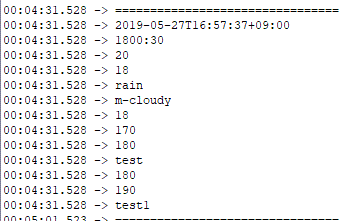 00:04:31.528 -> ================================
00:04:31.528 -> 2019-05-27T16:57:37+09:00
00:04:31.528 -> 1800:30
00:04:31.528 -> 20
00:04:31.528 -> 18
00:04:31.528 -> rain
00:04:31.528 -> m-cloudy
00:04:31.528 -> 18
00:04:31.528 -> 170
00:04:31.528 -> 180
00:04:31.528 -> test
00:04:31.528 -> 180
00:04:31.528 -> 190
00:04:31.528 -> test1
00:05:01.523 -> ================================